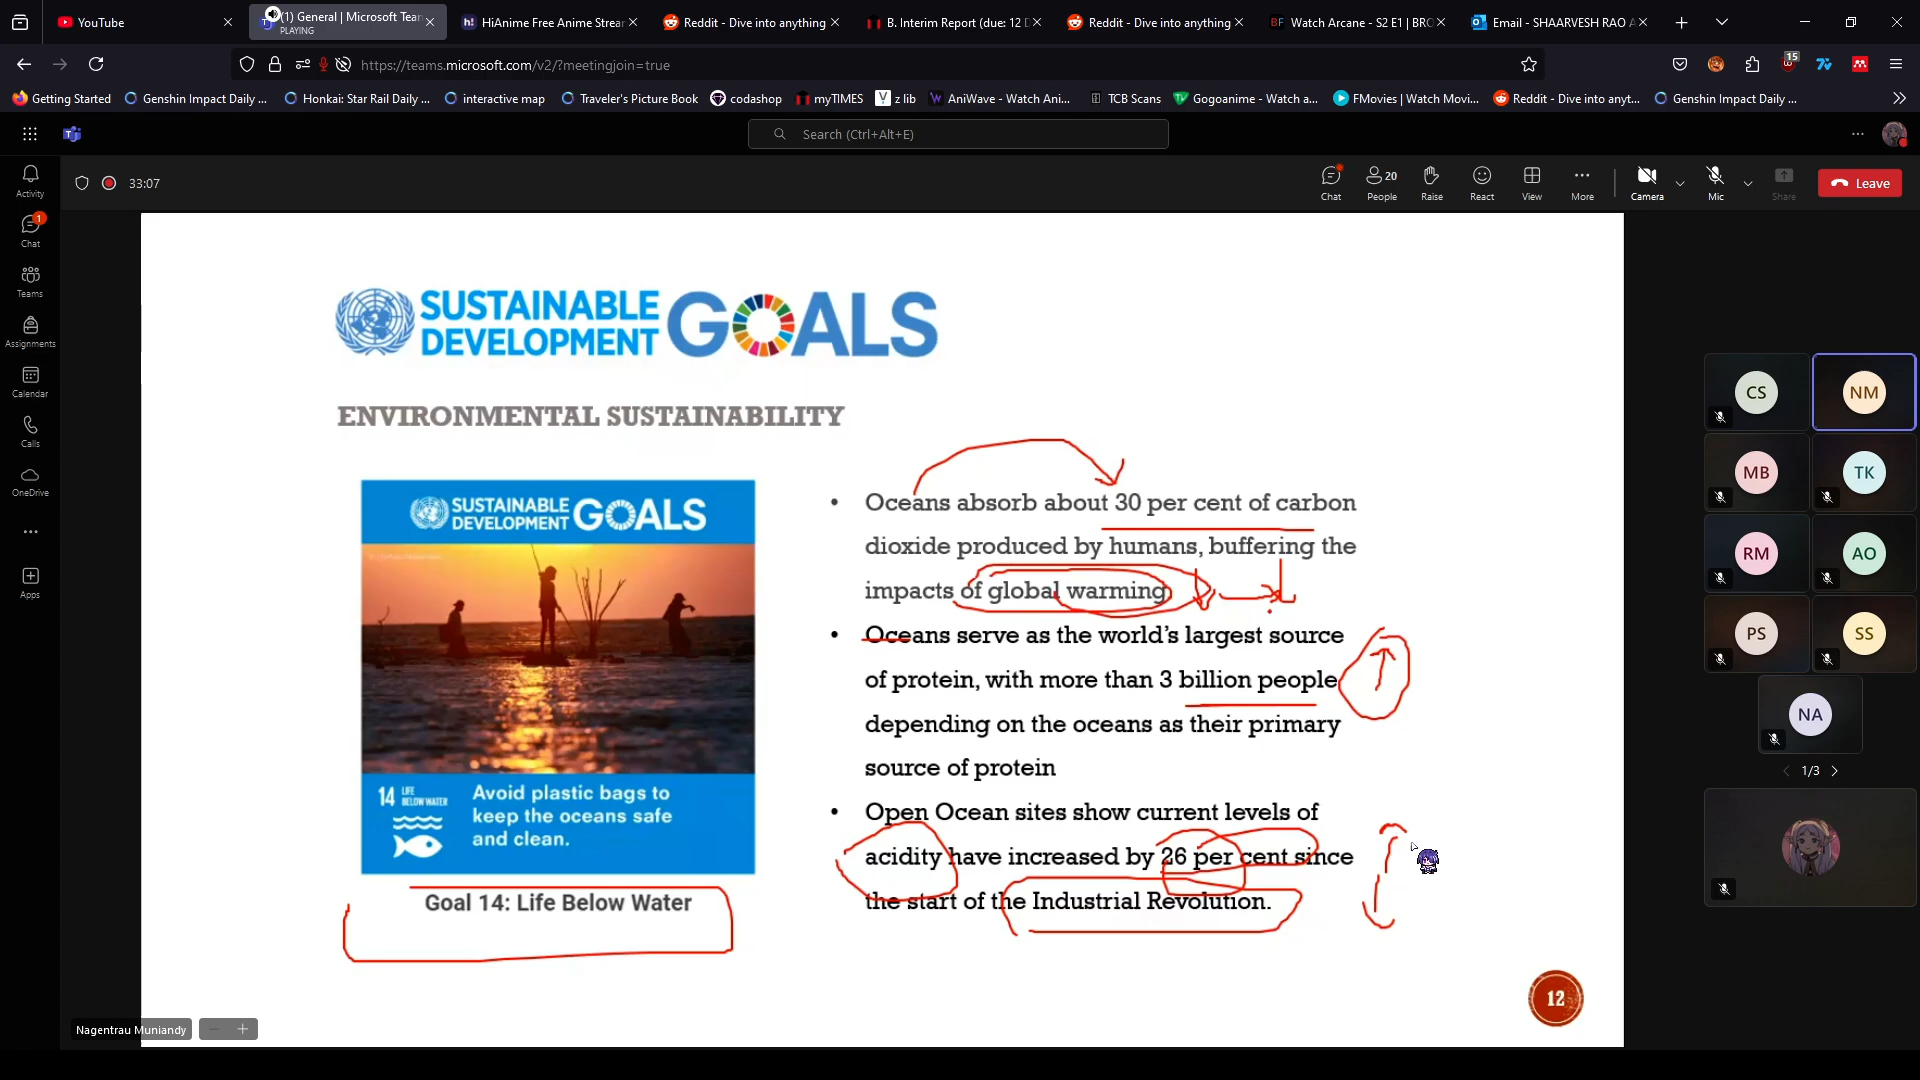 YouTube
(1) General | Microsoft Tean
PLAYING
HiAnime Free Anime Strea
Reddit - Dive into anything
B. Interim Report (due: 12 D
Reddit - Dive into anything
Watch Arcane - S2 E1 | BRO
Email - SHAARVESH RAO A
https://teams.microsoft.com/v2/?meetingjoin=true
15
Getting Started
Genshin Impact Daily ...
Honkai: Star Rail Daily ...
interactive map
Traveler's Picture Book
codashop
myTIMES
z lib
AniWave - Watch Ani...
TCB Scans
Gogoanime - Watch a...
FMovies | Watch Movi...
Reddit - Dive into anyt...
Genshin Impact Daily ...
Search (Ctrl+Alt+E)
33:07
Chat
20
People
Raise
React
View
More
Camera
Mic
Share
Leave
Activity
1
Chat
Teams
Assignments
Calendar
Calls
OneDrive
Apps
SUSTAINABLE
DEVELOPMENT
GOALS
ENVIRONMENTAL SUSTAINABILITY
SUSTAINABLE
DEVELOPMENT
GOALS
14 LIFE
BELOW WATER
Avoid plastic bags to
keep the oceans safe
and clean.
Goal 14: Life Below Water
• Oceans absorb about 30 per cent of carbon
dioxide produced by humans, buffering the
impacts of global warming
• Oceans serve as the world's largest source
of protein, with more than 3 billion people
depending on the oceans as their primary
source of protein
• Open Ocean sites show current levels of
acidity have increased by 26 per cent since
the start of the Industrial Revolution.
12
Nagentrau Muniandy
CS
NM
MB
TK
RM
AO
PS
SS
NA
1/3